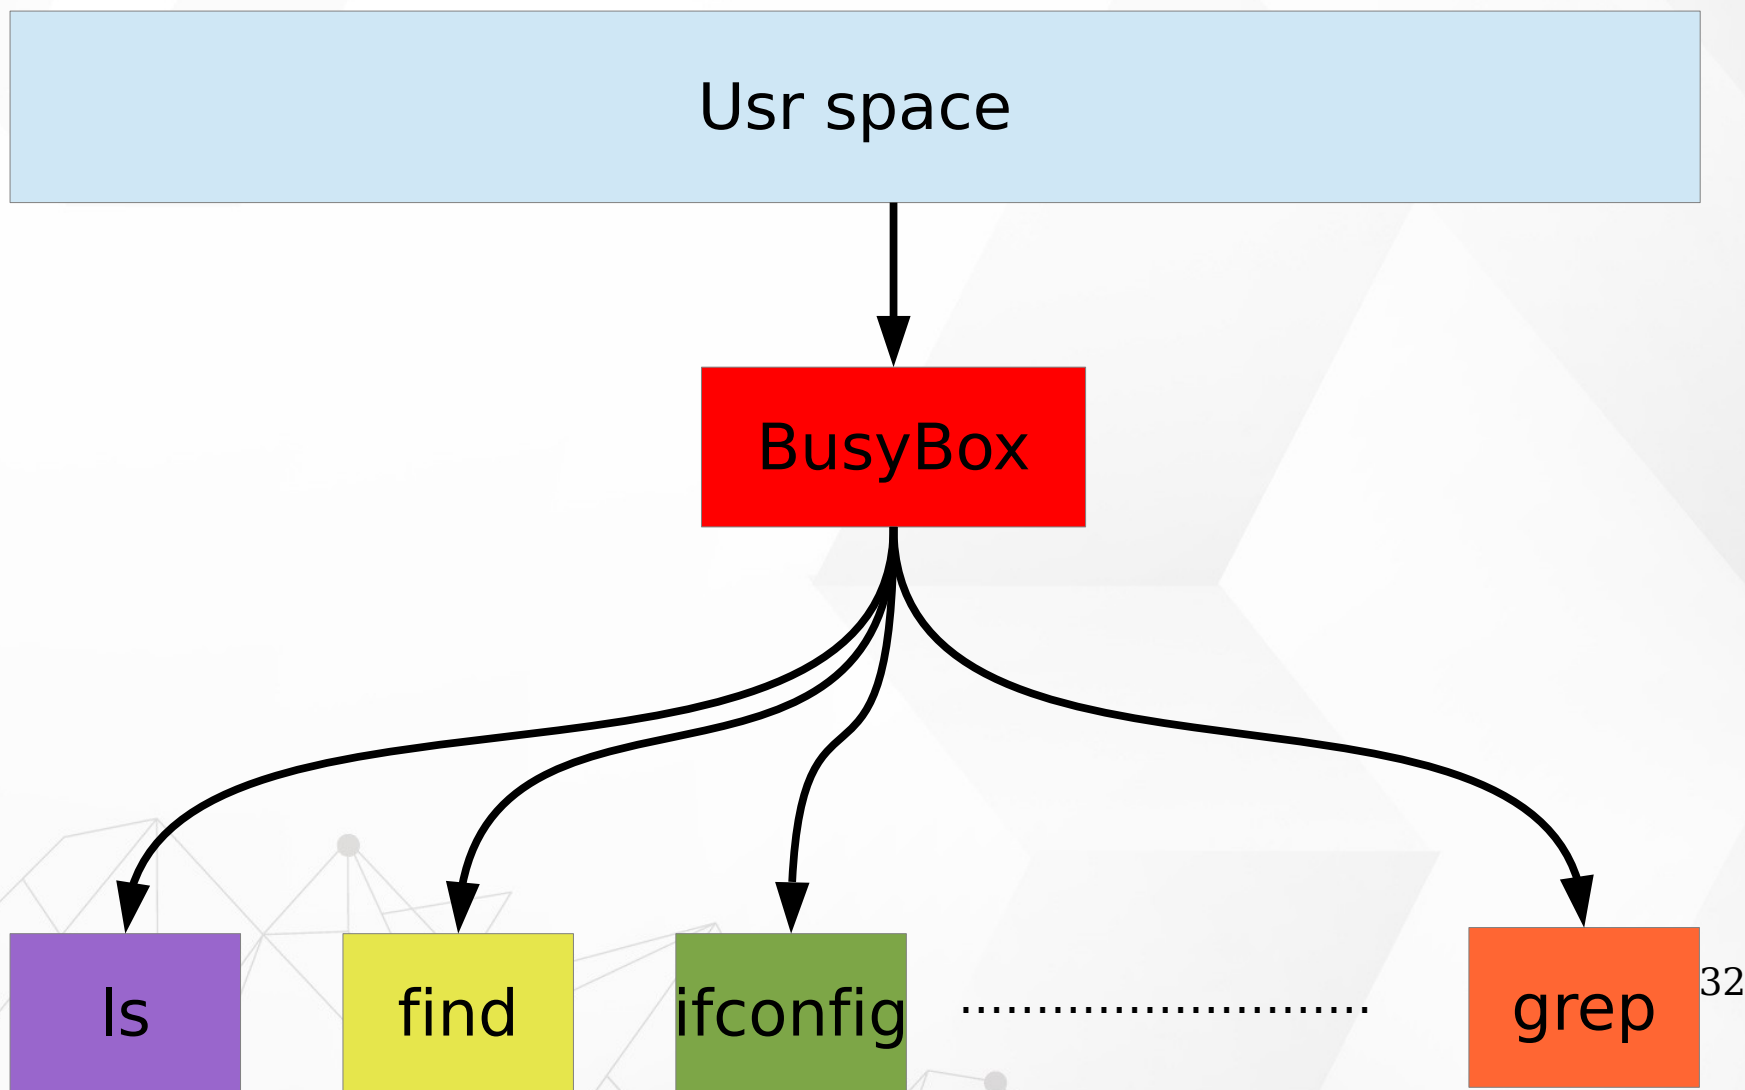 Usr space
BusyBox
ls
find
ifconfig
...........................
grep
32